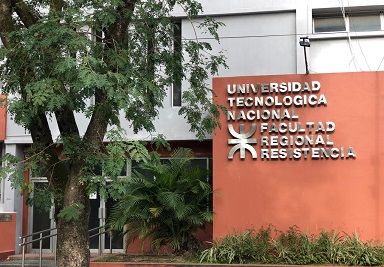 UNIVERSIDAD
TECNOLOGICA
NACIONAL
FACULTAD
REGIONAL
RESISTENCIA